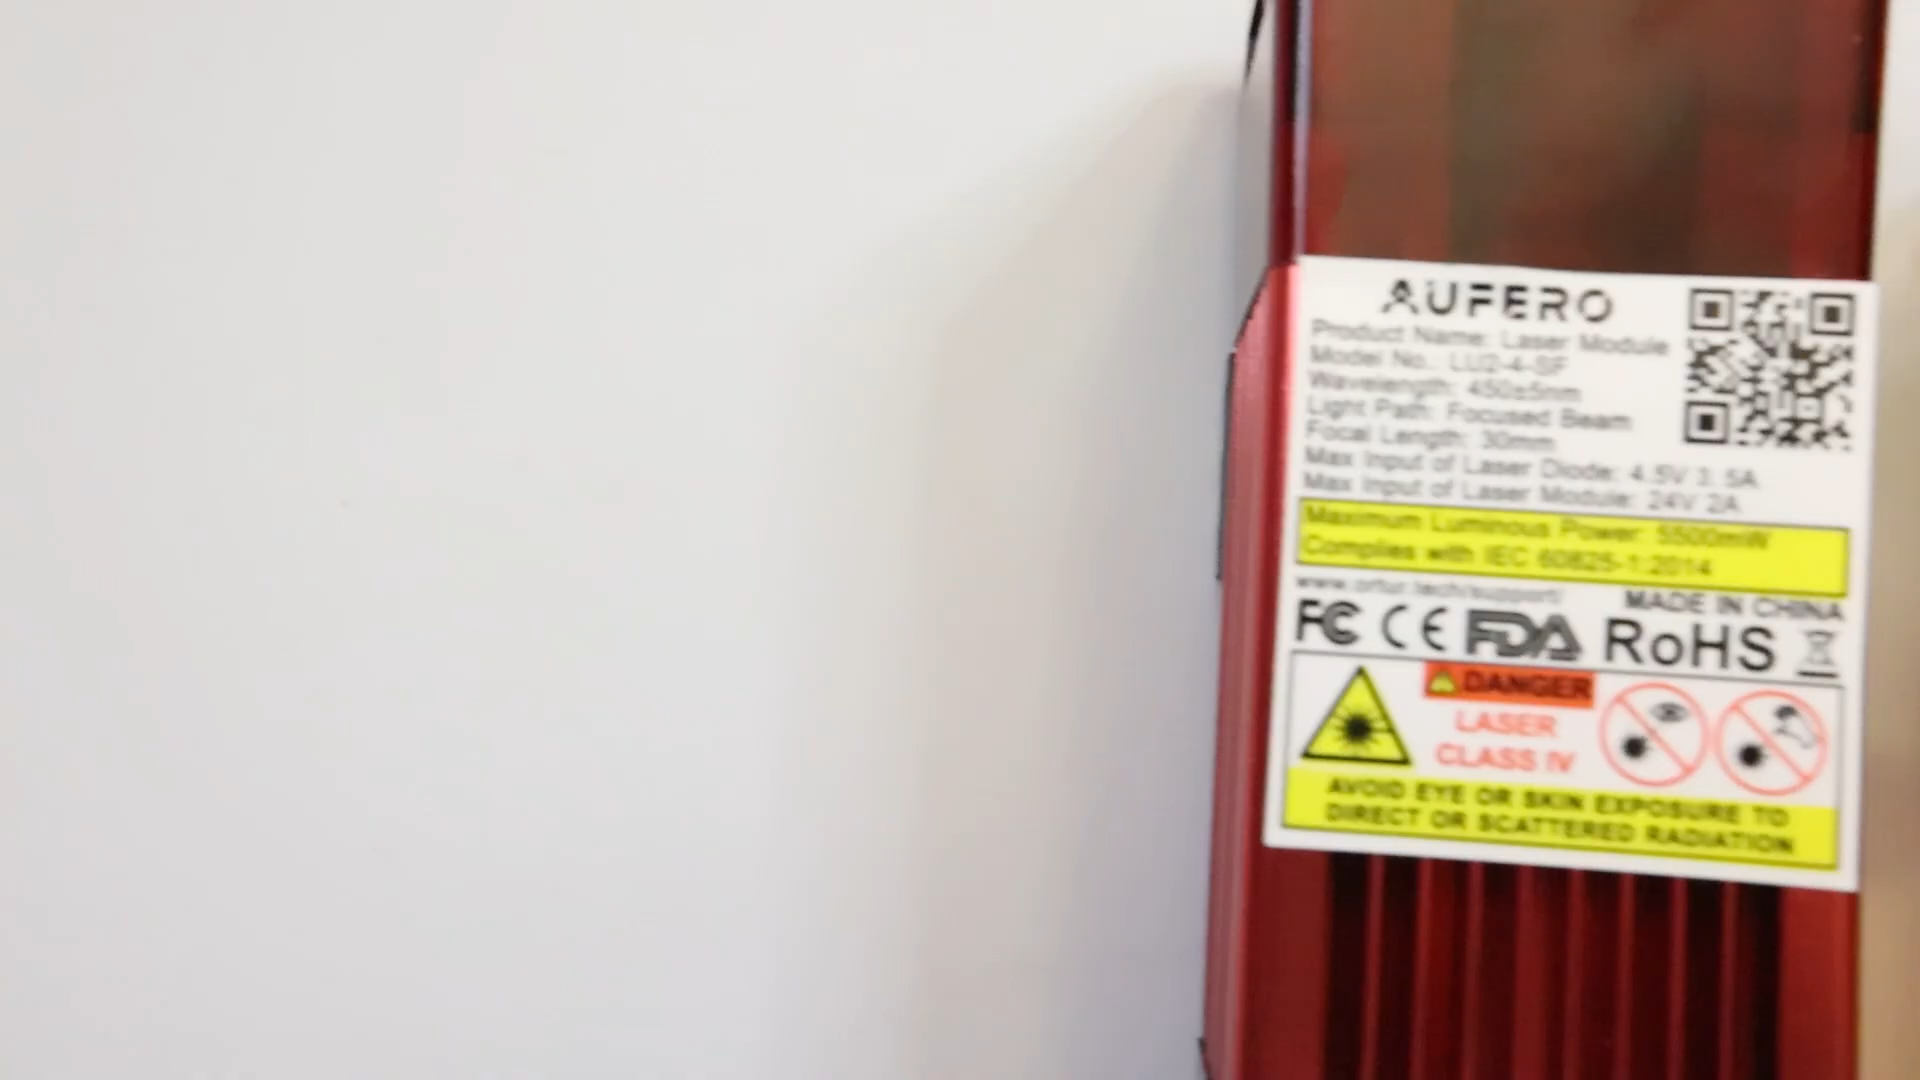 AUFERO
Product Name: Laser Module
Model No.: LU2-4-SF
Wavelength: 450±5nm
Light Path: Focused Beam
Focal Length: 30mm
Max Input of Laser Diode: 4.5V 3.5A
Max Input of Laser Module: 24V 2A
Maximum Luminous Power: 5500mW
Complies with IEC 60825-1:2014
www.ortur.tech/support/
MADE IN CHINA
FC CE FDA RoHS
DANGER
LASER
CLASS IV
AVOID EYE OR SKIN EXPOSURE TO
DIRECT OR SCATTERED RADIATION